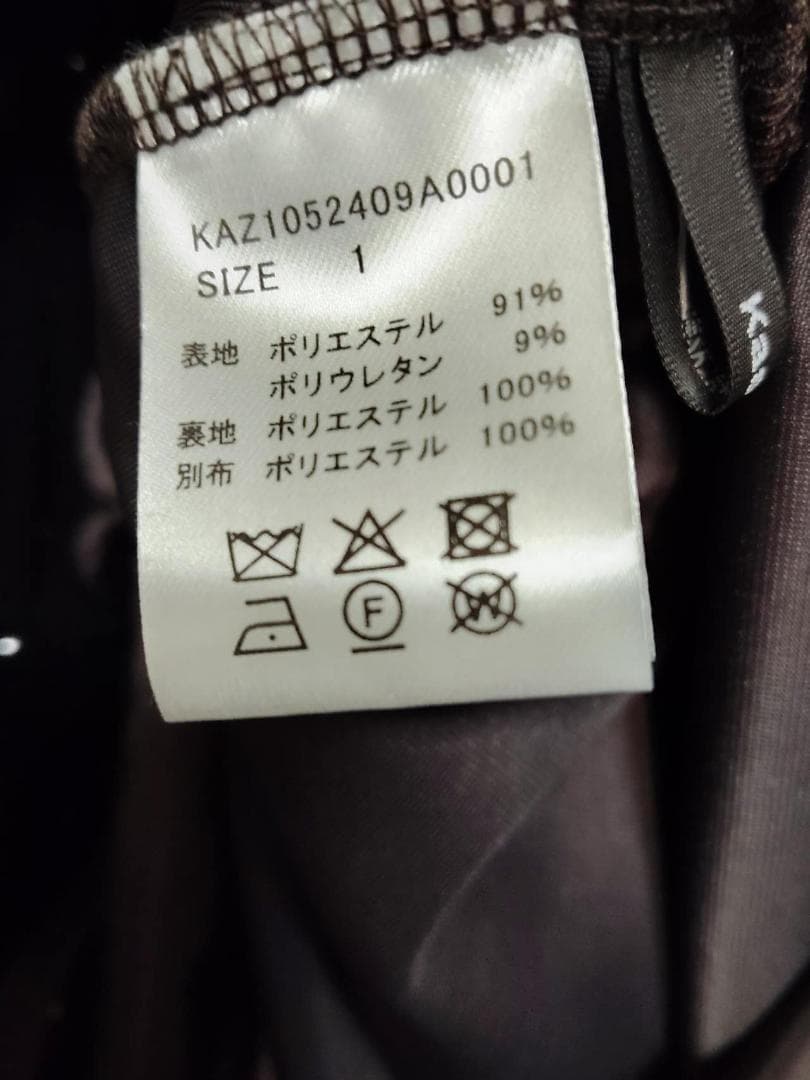 KAZ1052409A0001
SIZE 1
表地 ポリエステル 91%
ポリウレタン 9%
裏地 ポリエステル 100%
別布 ポリエステル 100%
F
W